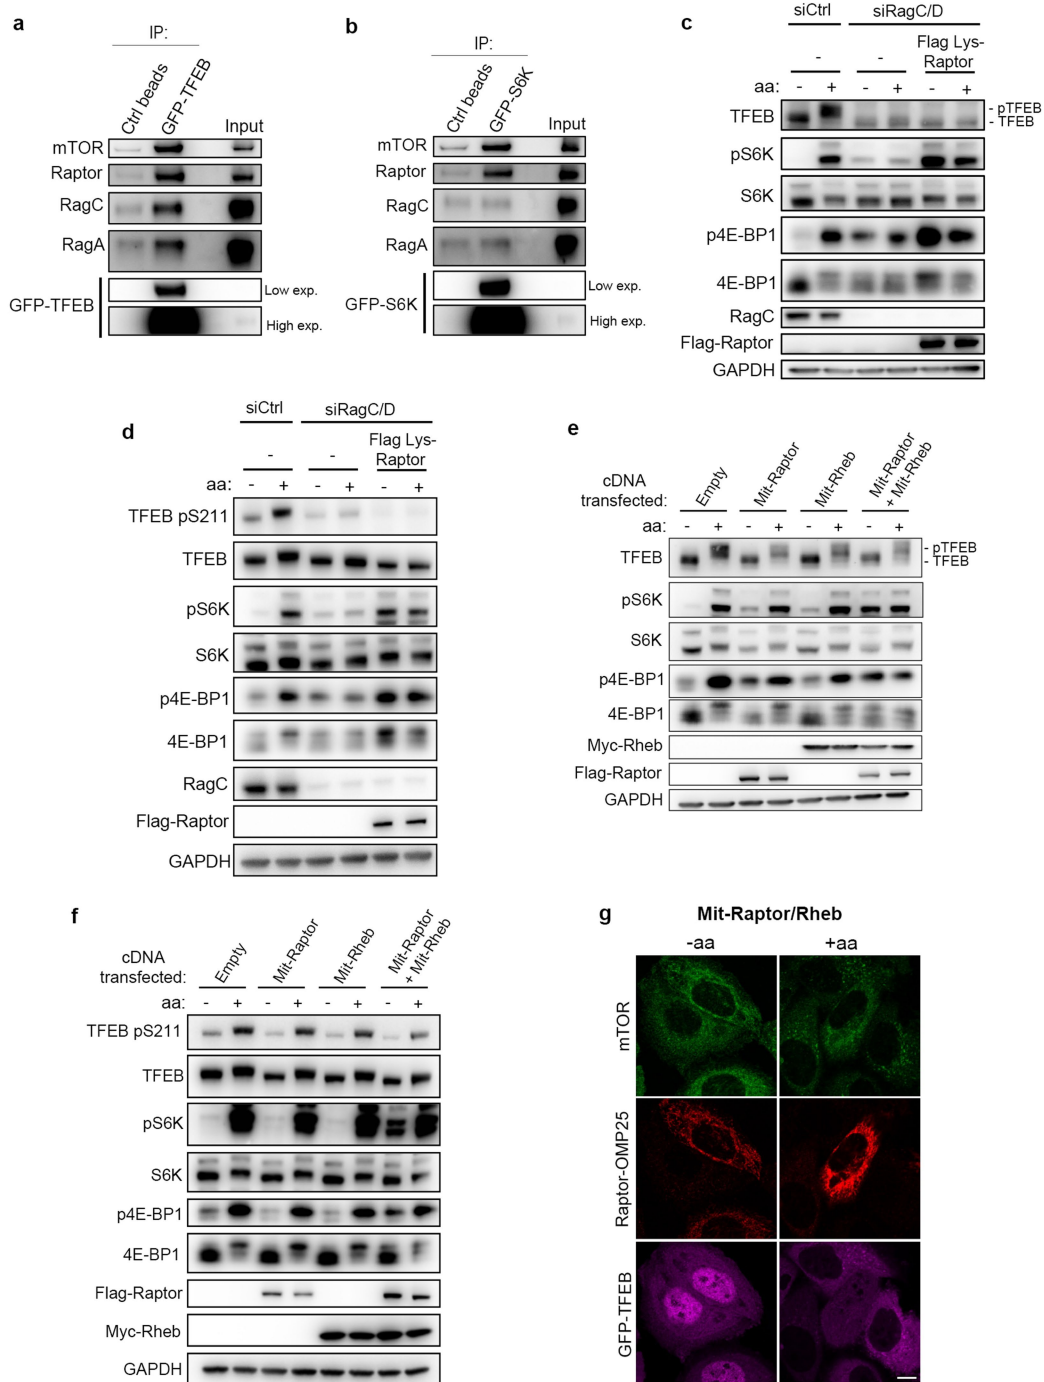 a
IP:
Ctrl beads
GFP-TFEB
Input
mTOR
Raptor
RagC
RagA
GFP-TFEB
Low exp.
High exp.
b
IP:
Ctrl beads
GFP-S6K
Input
mTOR
Raptor
RagC
RagA
GFP-S6K
Low exp.
High exp.
c
siCtrl siRagC/D
Flag Lys-
- - Raptor
aa: - + - + - +
TFEB
- pTFEB
- TFEB
pS6K
S6K
p4E-BP1
4E-BP1
RagC
Flag-Raptor
GAPDH
d
siCtrl siRagC/D
Flag Lys-
- - Raptor
aa: - + - + - +
TFEB pS211
TFEB
pS6K
S6K
p4E-BP1
4E-BP1
RagC
Flag-Raptor
GAPDH
e
cDNA
transfected:
Empty
Mit-Raptor
Mit-Rheb
Mit-Raptor
+ Mit-Rheb
aa: - + - + - + - +
TFEB
- pTFEB
- TFEB
pS6K
S6K
p4E-BP1
4E-BP1
Myc-Rheb
Flag-Raptor
GAPDH
f
cDNA
transfected:
Empty
Mit-Raptor
Mit-Rheb
Mit-Raptor
+ Mit-Rheb
aa: - + - + - + - +
TFEB pS211
TFEB
pS6K
S6K
p4E-BP1
4E-BP1
Flag-Raptor
Myc-Rheb
GAPDH
g
Mit-Raptor/Rheb
-aa +aa
mTOR
Raptor-OMP25
GFP-TFEB